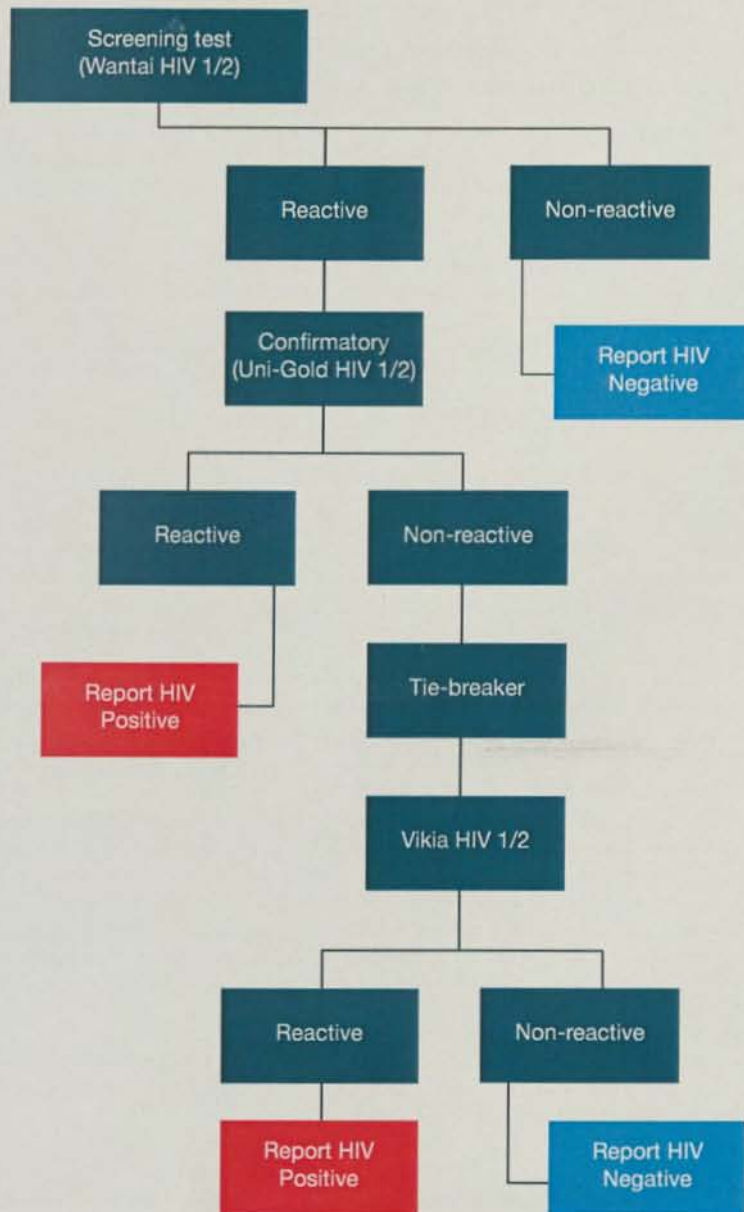 Screening test
(Wantai HIV 1/2)
Reactive
Non-reactive
Confirmatory
(Uni-Gold HIV 1/2)
Report HIV
Negative
Reactive
Non-reactive
Report HIV
Positive
Tie-breaker
Vikia HIV 1/2
Reactive
Non-reactive
Report HIV
Positive
Report HIV
Negative